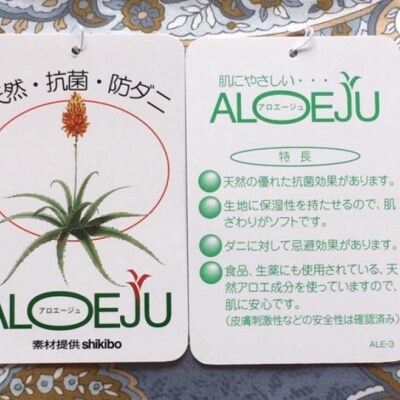 天然・抗菌・防ダニ
ALOEJU
アロエージュ
素材提供 shikibo
肌にやさしい・・・
ALOEJU
アロエージュ
特長
天然の優れた抗菌効果があります。
生地に保湿性を持たせるので、肌
ざわりがソフトです。
ダニに対して忌避効果があります。
食品、生薬にも使用されている、天
然アロエ成分を使っていますので、
肌に安心です。
(皮膚刺激性などの安全性は確認済み)
ALE-3